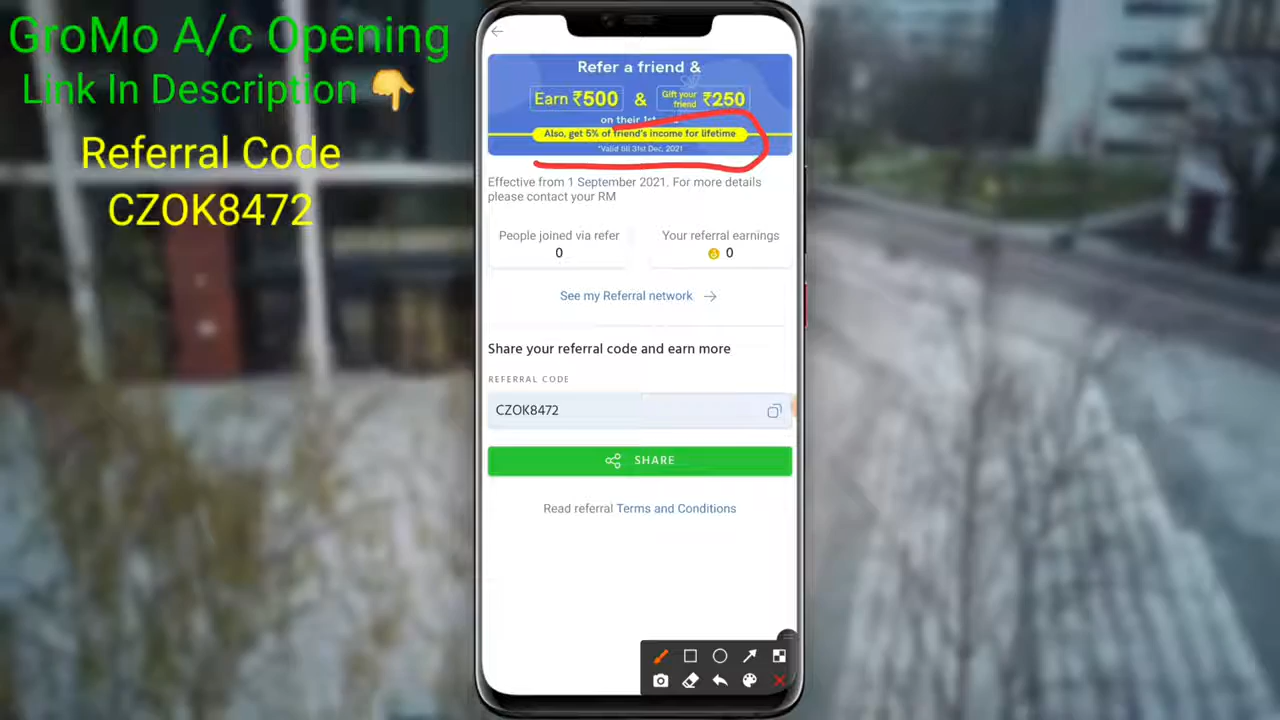 GroMo A/c Opening
Link In Description 👇
Referral Code
CZOK8472
Refer a friend &
Earn ₹500 & Gift your friend ₹250
on their 1st
Also, get 5% of friend's income for lifetime
*Valid till 31st Dec, 2021
Effective from 1 September 2021. For more details
please contact your RM
People joined via refer
0
Your referral earnings
0
See my Referral network →
Share your referral code and earn more
REFERRAL CODE
CZOK8472
SHARE
Read referral Terms and Conditions